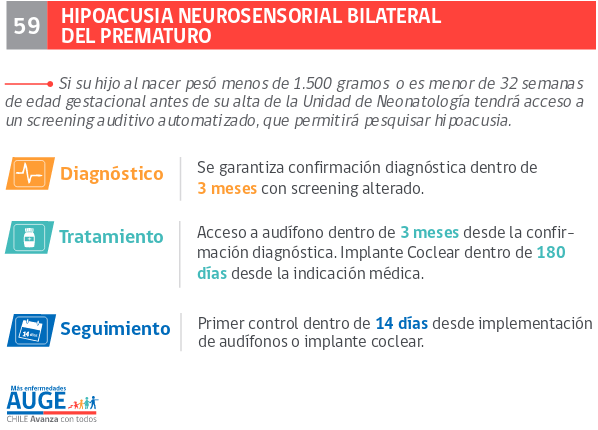 59
HIPOACUSIA NEUROSENSORIAL BILATERAL
DEL PREMATURO
Si su hijo al nacer pesó menos de 1.500 gramos o es menor de 32 semanas
de edad gestacional antes de su alta de la Unidad de Neonatología tendrá acceso a
un screening auditivo automatizado, que permitirá pesquisar hipoacusia.
Diagnóstico
Se garantiza confirmación diagnóstica dentro de
3 meses con screening alterado.
Tratamiento
Acceso a audífono dentro de 3 meses desde la confir-
mación diagnóstica. Implante Coclear dentro de 180
días desde la indicación médica.
14 días
Seguimiento
Primer control dentro de 14 días desde implementación
de audífonos o implante coclear.
Más enfermedades
AUGE
CHILE Avanza con todos